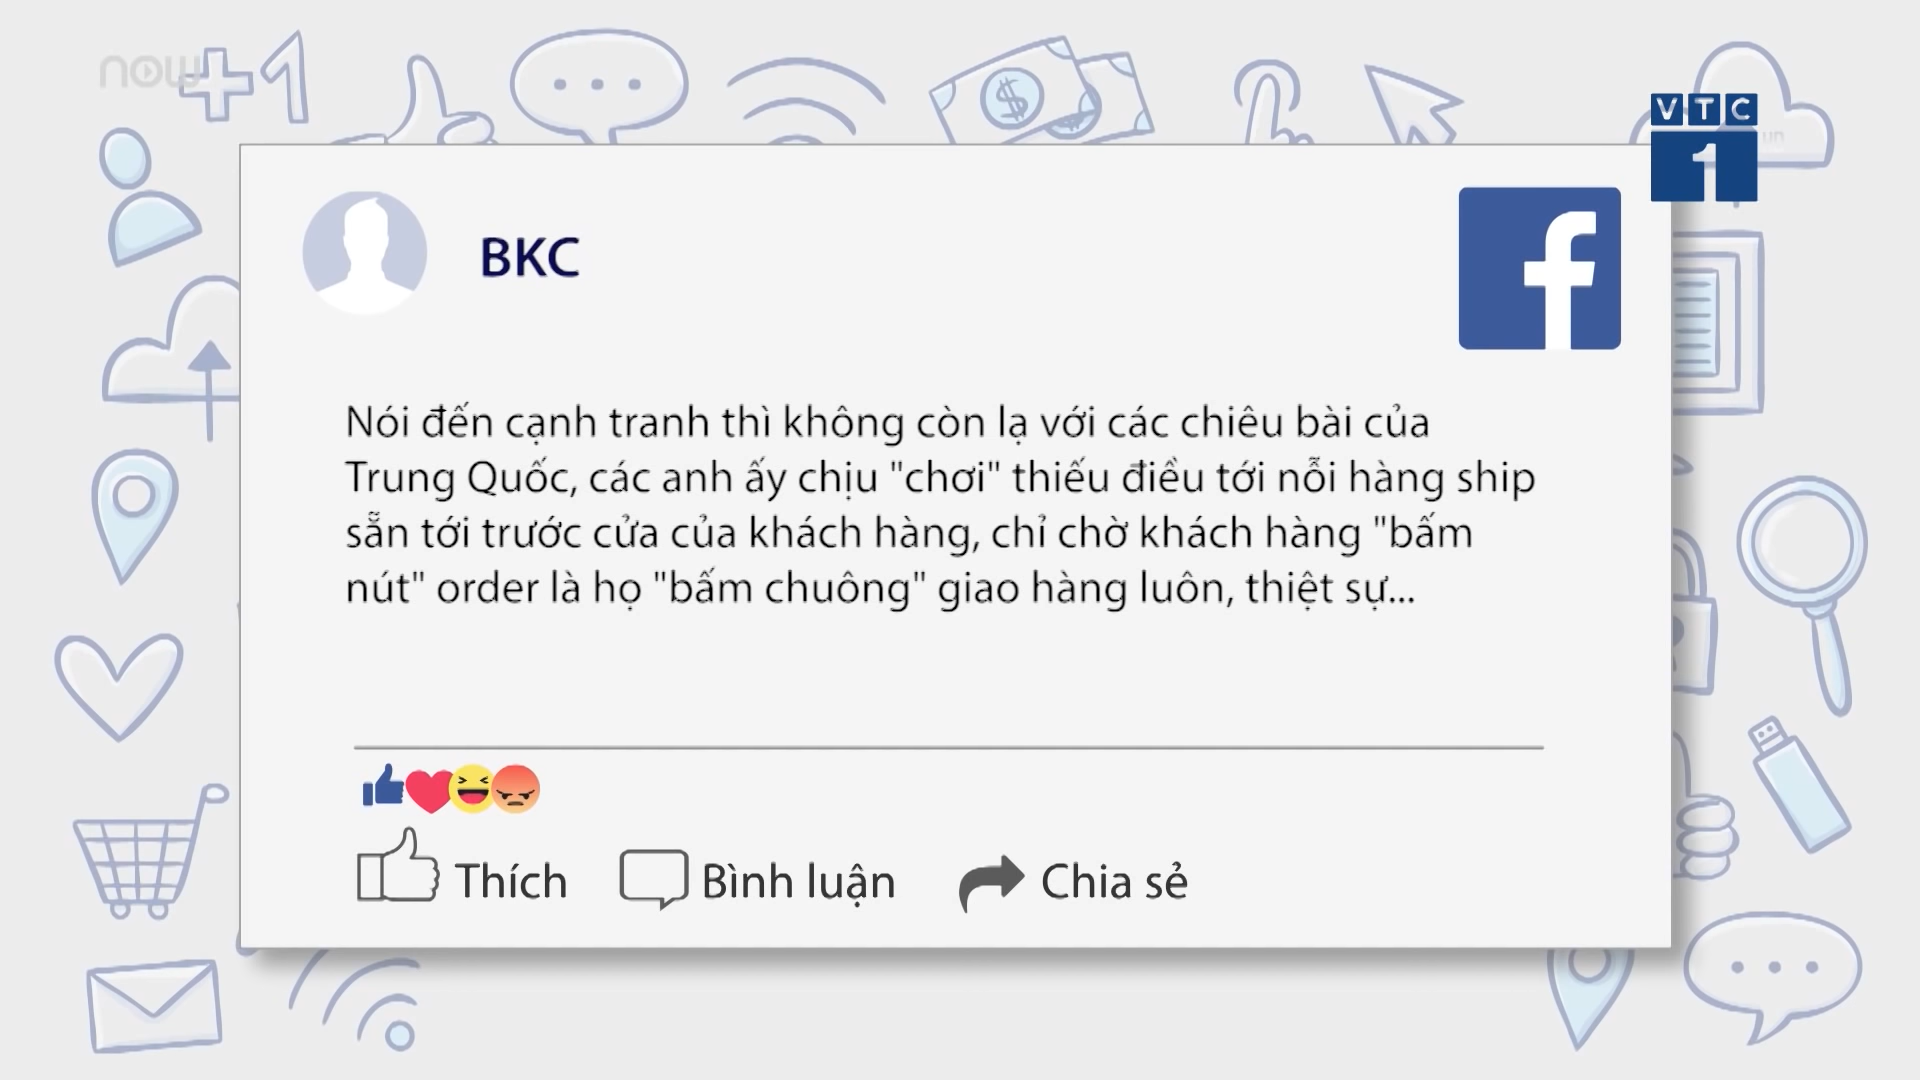 now
+1
VTC
1
BKC
Nói đến cạnh tranh thì không còn lạ với các chiêu bài của
Trung Quốc, các anh ấy chịu "chơi" thiếu điều tới nỗi hàng ship
sẵn tới trước cửa của khách hàng, chỉ chờ khách hàng "bấm
nút" order là họ "bấm chuông" giao hàng luôn, thiệt sự...
Thích Bình luận Chia sẻ